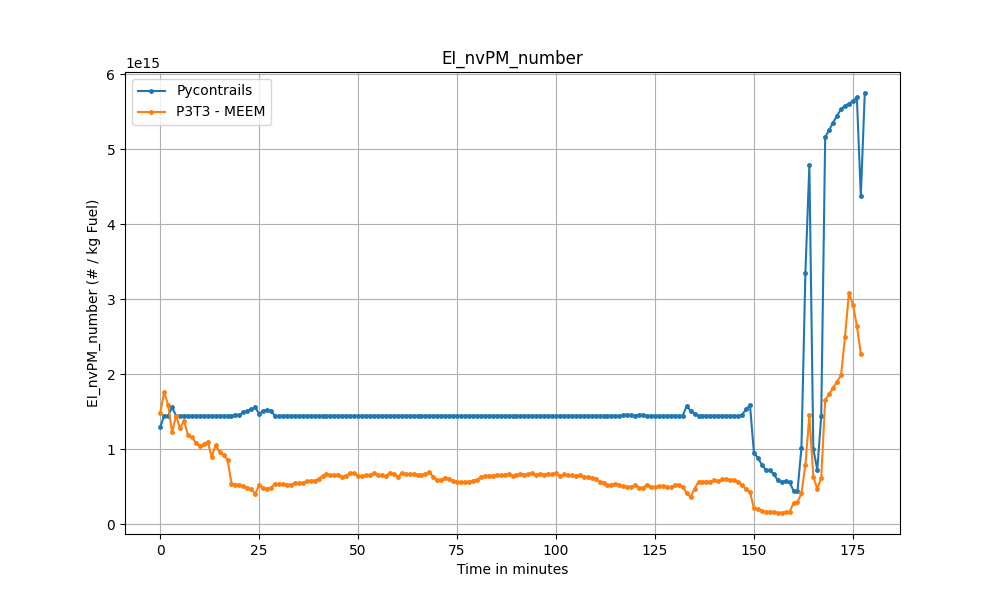 EI_nvPM_number
1e15
Pycontrails
P3T3 - MEEM
EI_nvPM_number (# / kg Fuel)
6
5
4
3
2
1
0
0 25 50 75 100 125 150 175
Time in minutes